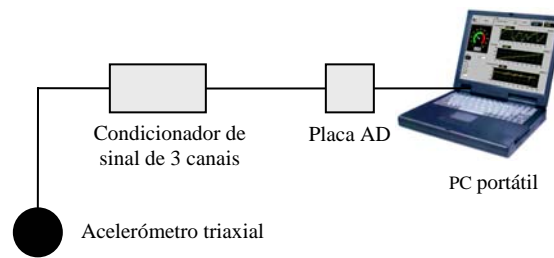 Condicionador de
sinal de 3 canais
Placa AD
PC portátil
Acelerómetro triaxial